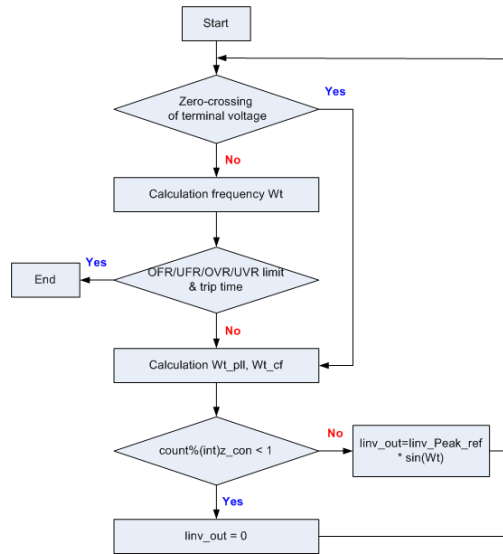 Start
Zero-crossing
of terminal voltage
Yes
No
Calculation frequency Wt
Yes
End
OFR/UFR/OVR/UVR limit
& trip time
No
Calculation Wt_pll, Wt_cf
count%(int)z_con < 1
No
Iinv_out=Iinv_Peak_ref
* sin(Wt)
Yes
Iinv_out = 0